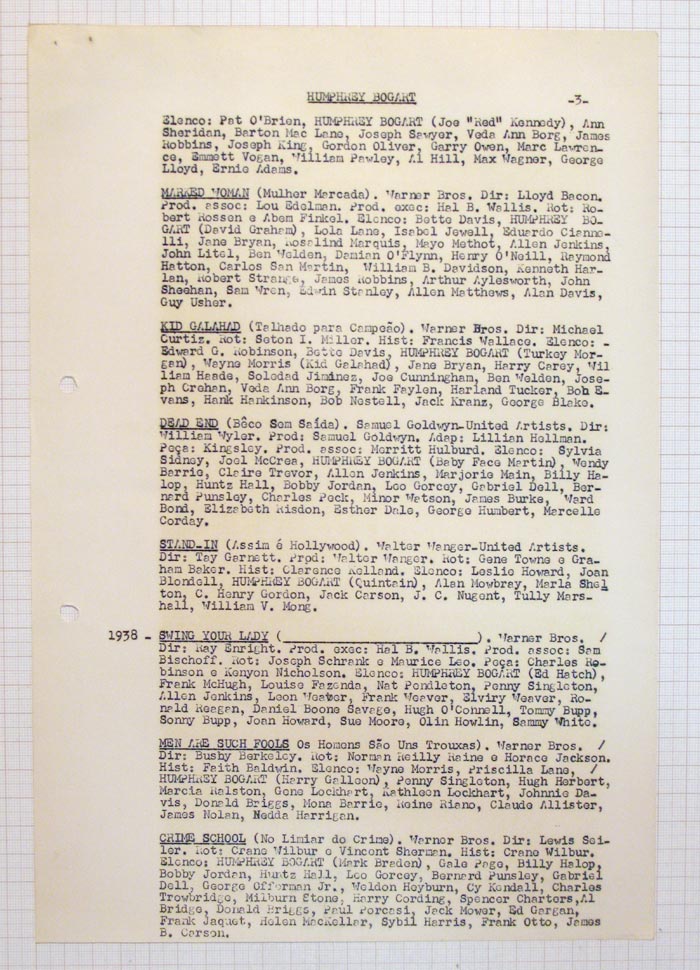 HUMPHREY BOGART -3-
Elenco: Pat O'Brien, HUMPHREY BOGART (Joe "Red" Kennedy), Ann
Sheridan, Barton Mac Lane, Joseph Sawyer, Veda Ann Borg, James
Robbins, Joseph King, Gordon Oliver, Garry Owen, Marc Lawren-
ce, Emmett Vogan, William Pawley, Al Hill, Max Wagner, George
Lloyd, Ernie Adams.
MARKED WOMAN (Mulher Marcada). Warner Bros. Dir: Lloyd Bacon.
Prod. assoc: Lou Edelman. Prod. exec: Hal B. Wallis. Rot: Ro-
bert Rossen e Abem Finkel. Elenco: Bette Davis, HUMPHREY BO-
GART (David Graham), Lola Lane, Isabel Jewell, Eduardo Cianne-
lli, Jane Bryan, Rosalind Marquis, Mayo Methot, Allen Jenkins,
John Litel, Ben Welden, Damian O'Flynn, Henry O'Neill, Raymond
Hatton, Carlos San Martin, William B. Davidson, Kenneth Har-
lan, Robert Strange, James Robbins, Arthur Aylesworth, John
Sheehan, Sam Wren, Edwin Stanley, Allen Matthews, Alan Davis,
Guy Usher.
KID GALAHAD (Talhado para Campeão). Warner Bros. Dir: Michael
Curtiz. Rot: Seton I. Miller. Hist: Francis Wallace. Elenco: -
Edward G. Robinson, Bette Davis, HUMPHREY BOGART (Turkey Mor-
gan), Wayne Morris (Kid Galahad), Jane Bryan, Harry Carey, Wil
liam Haade, Soledad Jiminez, Joe Cunningham, Ben Welden, Jose-
ph Crehan, Veda Ann Borg, Frank Faylen, Harland Tucker, Bob E-
vans, Hank Hankinson, Bob Nestell, Jack Kranz, George Blake.
DEAD END (Bêco Sem Saída). Samuel Goldwyn-United Artists. Dir:
William Wyler. Prod: Samuel Goldwyn. Adap: Lillian Hellman.
Peça: Kingsley. Prod. assoc: Merritt Hulburd. Elenco: Sylvia
Sidney, Joel McCrea, HUMPHREY BOGART (Baby Face Martin), Wendy
Barrie, Claire Trevor, Allen Jenkins, Marjorie Main, Billy Ha-
lop, Huntz Hall, Bobby Jordan, Leo Gorcey, Gabriel Dell, Ber-
nard Punsley, Charles Peck, Minor Watson, James Burke, Ward
Bond, Elizabeth Risdon, Esther Dale, George Humbert, Marcelle
Corday.
STAND-IN (Assim é Hollywood). Walter Wanger-United Artists.
Dir: Tay Garnett. Prod: Walter Wanger. Rot: Gene Towne e Gra-
ham Baker. Hist: Clarence Kelland. Elenco: Leslie Howard, Joan
Blondell, HUMPHREY BOGART (Quintain), Alan Mowbray, Marla Shel
ton, C. Henry Gordon, Jack Carson, J. C. Nugent, Tully Mars-
hall, William V. Mong.
1938 - SWING YOUR LADY (____________________). Warner Bros. /
Dir: Ray Enright. Prod. exec: Hal B. Wallis. Prod. assoc: Sam
Bischoff. Rot: Joseph Schrank e Maurice Leo. Peça: Charles Ro-
binson e Kenyon Nicholson. Elenco: HUMPHREY BOGART (Ed Hatch),
Frank McHugh, Louise Fazenda, Nat Pendleton, Penny Singleton,
Allen Jenkins, Leon Weaver, Frank Weaver, Elviry Weaver, Ro-
nald Reagan, Daniel Boone Savage, Hugh O'Connell, Tommy Bupp,
Sonny Bupp, Joan Howard, Sue Moore, Olin Howlin, Sammy White.
MEN ARE SUCH FOOLS Os Homens São Uns Trouxas). Warner Bros. /
Dir: Busby Berkeley. Rot: Norman Reilly Raine e Horace Jackson.
Hist: Faith Baldwin. Elenco: Wayne Morris, Priscilla Lane, /
HUMPHREY BOGART (Harry Galleon), Penny Singleton, Hugh Herbert,
Marcia Ralston, Gene Lockhart, Kathleen Lockhart, Johnnie Da-
vis, Donald Briggs, Mona Barrie, Reine Riano, Claude Allister,
James Nolan, Nedda Harrigan.
CRIME SCHOOL (No Limiar do Crime). Warner Bros. Dir: Lewis Sei-
ler. Rot: Crane Wilbur e Vincent Sherman. Hist: Crane Wilbur.
Elenco: HUMPHREY BOGART (Mark Braden), Gale Page, Billy Halop,
Bobby Jordan, Huntz Hall, Leo Gorcey, Bernard Punsley, Gabriel
Dell, George Offerman Jr., Weldon Heyburn, Cy Kendall, Charles
Trowbridge, Milburn Stone, Harry Cording, Spencer Charters,Al
Bridge, Donald Briggs, Paul Porcasi, Jack Mower, Ed Gargan,
Frank Jaquet, Helen MacKellar, Sybil Harris, Frank Otto, James
B. Carson.